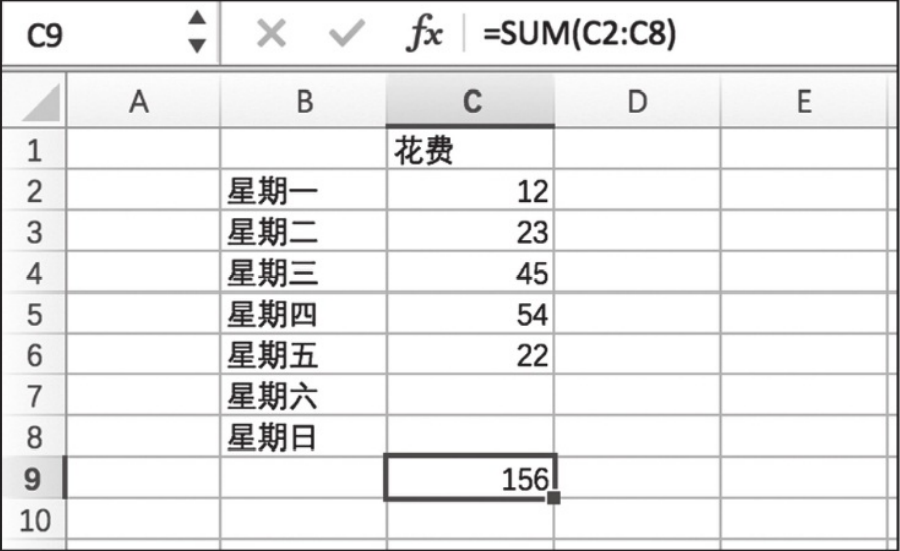 C9 fx =SUM(C2:C8)
A B C D E
1 花费
2 星期一 12
3 星期二 23
4 星期三 45
5 星期四 54
6 星期五 22
7 星期六
8 星期日
9 156
10